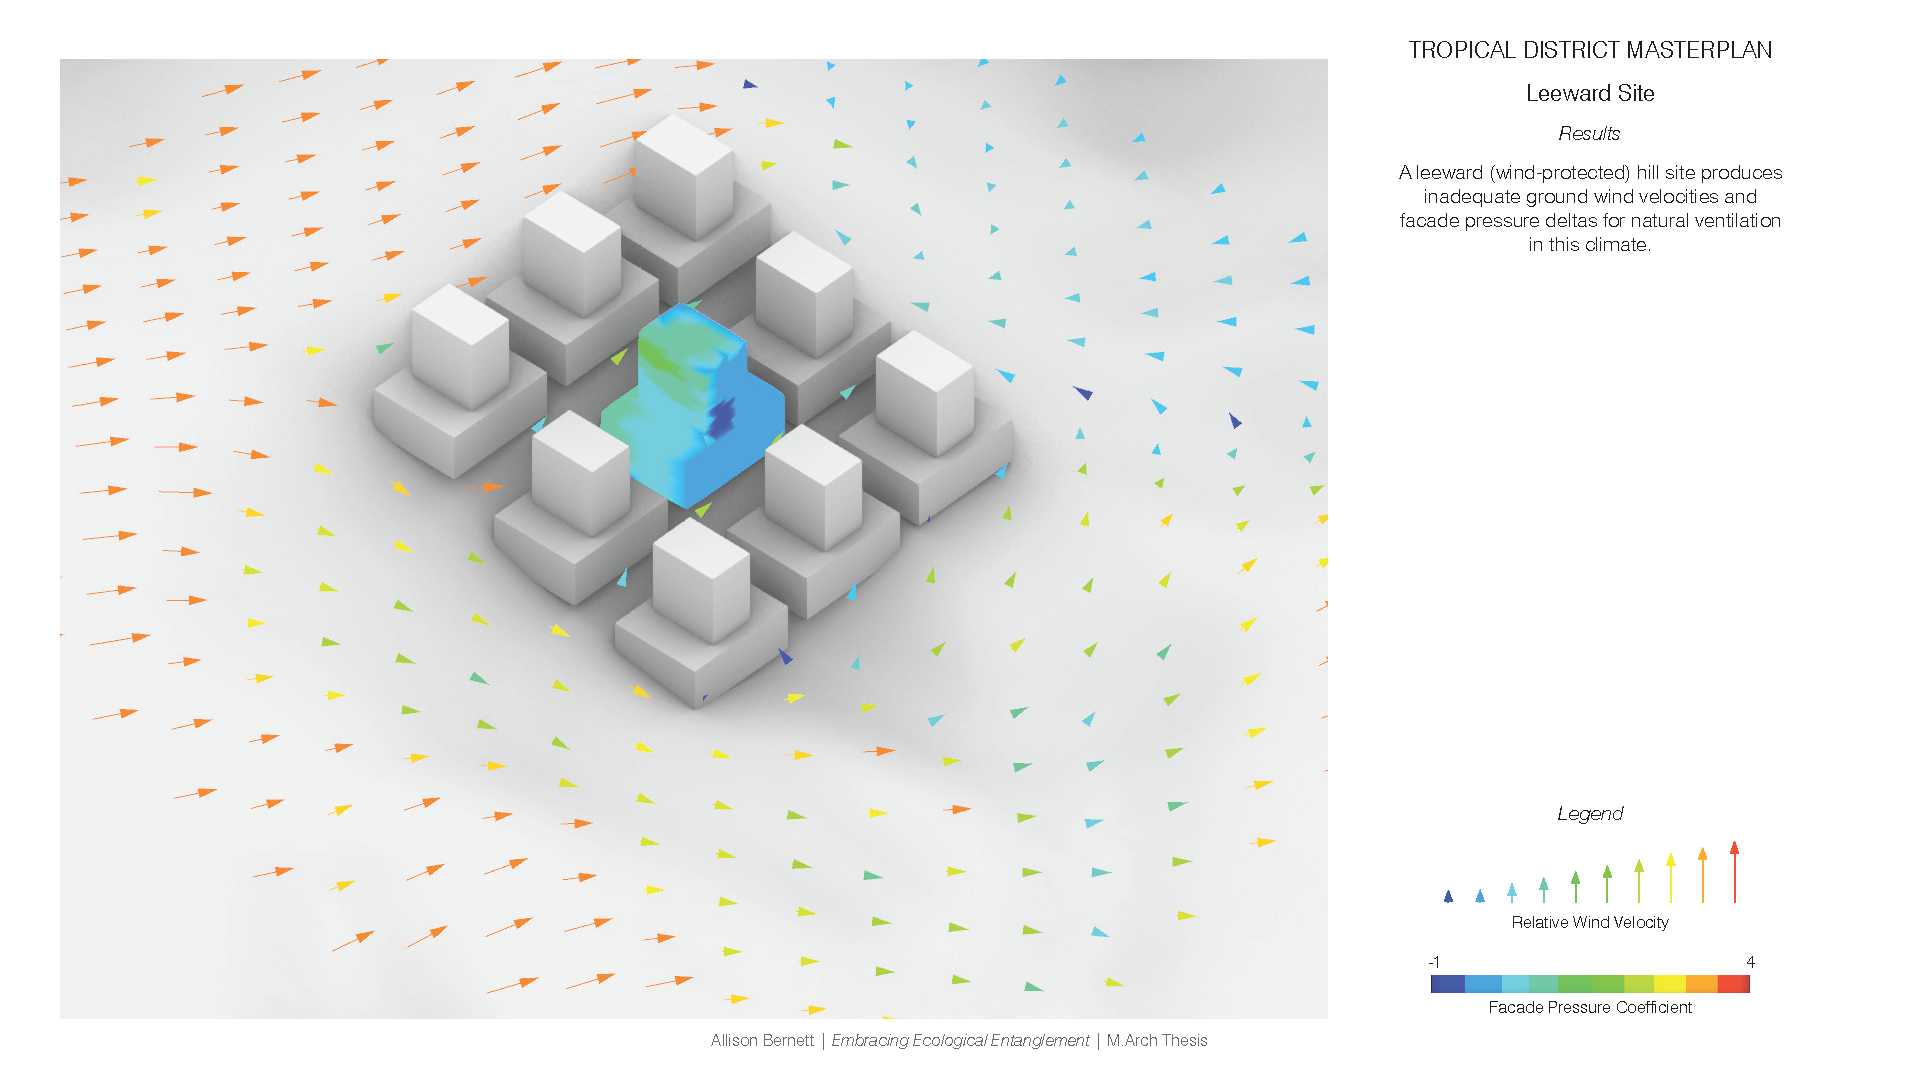 TROPICAL DISTRICT MASTERPLAN
Leeward Site
Results
A leeward (wind-protected) hill site produces
inadequate ground wind velocities and
facade pressure deltas for natural ventilation
in this climate.
Legend
Relative Wind Velocity
-1 4
Facade Pressure Coefficient
Allison Bernett | Embracing Ecological Entanglement | M.Arch Thesis